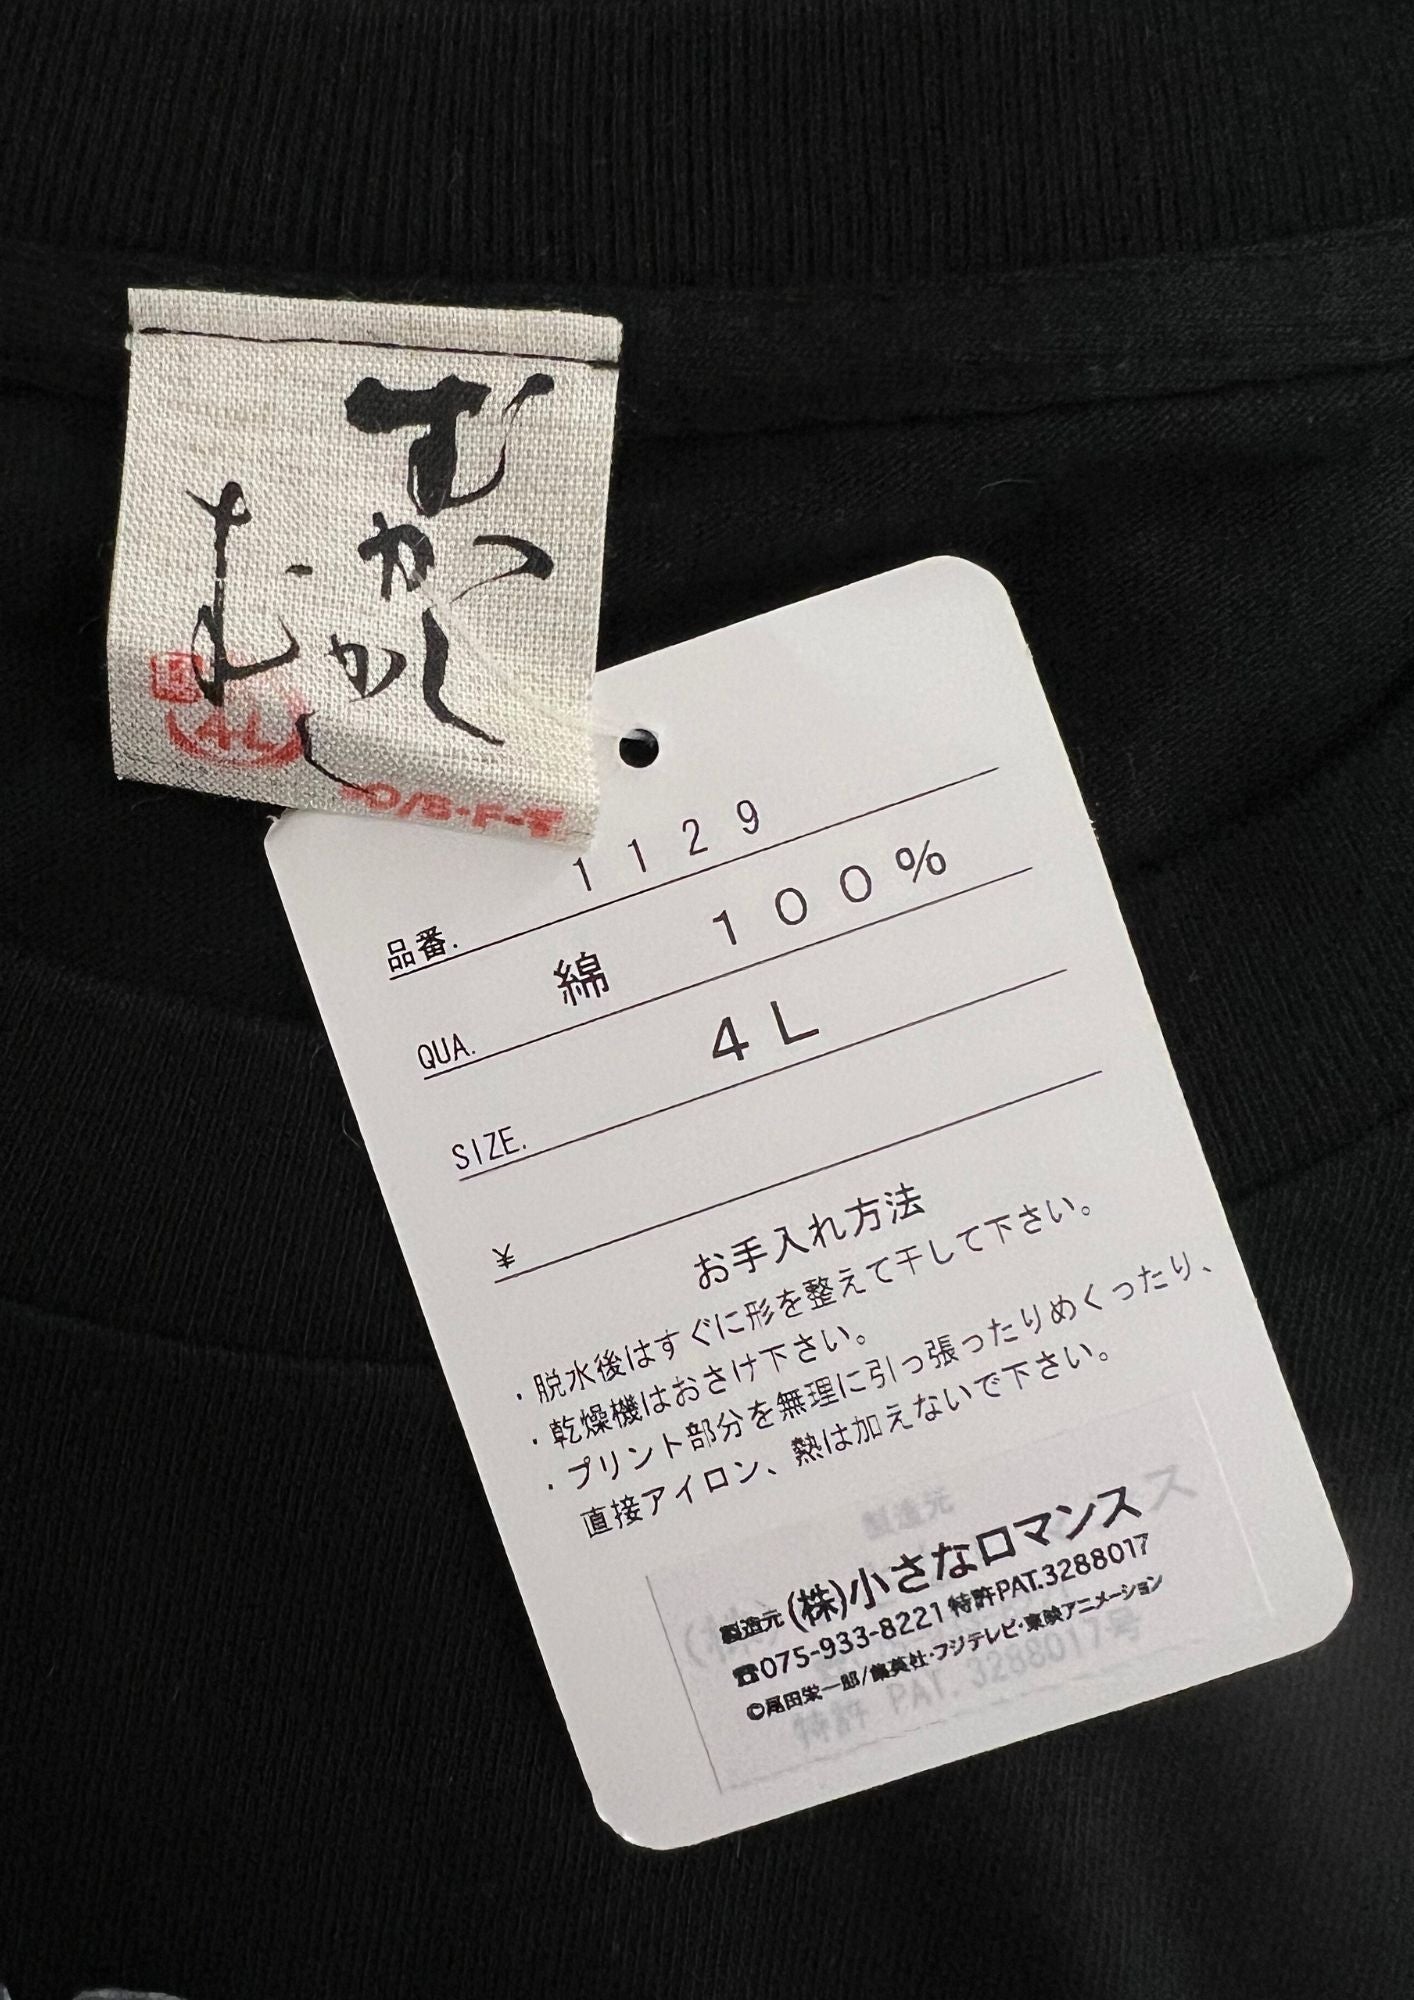 むかし
むかし
4L
品番. 1129
QUA. 綿 100%
SIZE. 4L
¥
お手入れ方法
・脱水後はすぐに形を整えて干して下さい。
・乾燥機はおさけ下さい。
・プリント部分を無理に引っ張ったりめくったり、
直接アイロン、熱は加えないで下さい。
製造元 (株)小さなロマンス
☎075-933-8221 特許PAT.3288017
©尾田栄一郎/集英社・フジテレビ・東映アニメーション
製造元
特許 PAT. 3288017号